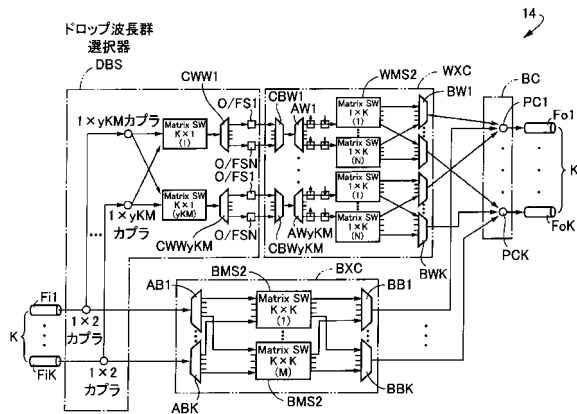 14
ドロップ波長群
選択器
DBS
CWW1
O/FS1
CBW1
AW1
WMS2
WXC
BW1
BC
PC1
Fo1
1×yKMカプラ
Matrix SW
K×1
(1)
Matrix SW
1×K
(1)
O/FSN
O/FS1
Matrix SW
1×K
(N)
K
Matrix SW
K×1
(yKM)
Matrix SW
1×K
(1)
1×yKM
カプラ
CWWyKM
O/FSN
CBWyKM
AWyKM
Matrix SW
1×K
(N)
BWK
PCK
FoK
BMS2
BXC
AB1
BB1
Matrix SW
K×K
(1)
Fi1
K
1×2
カプラ
Matrix SW
K×K
(M)
FiK
1×2
カプラ
ABK
BMS2
BBK